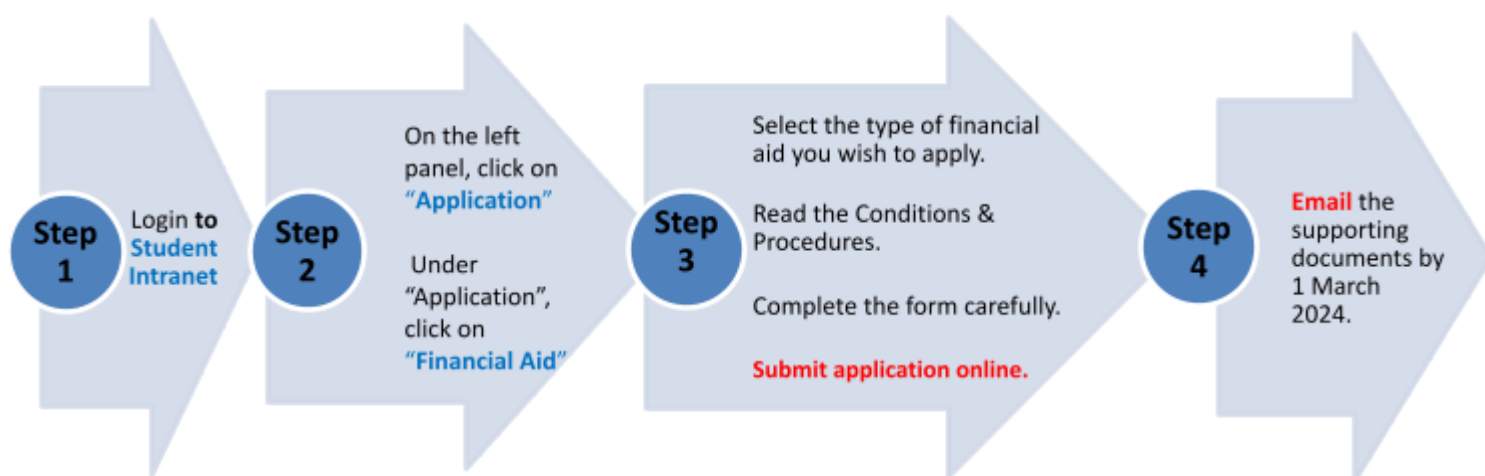 Step
1
Login to
Student
Intranet
Step
2
On the left
panel, click on
“Application”
Under
“Application”,
click on
“Financial Aid”
Step
3
Select the type of financial
aid you wish to apply.
Read the Conditions &
Procedures.
Complete the form carefully.
Submit application online.
Step
4
Email the
supporting
documents by
1 March
2024.